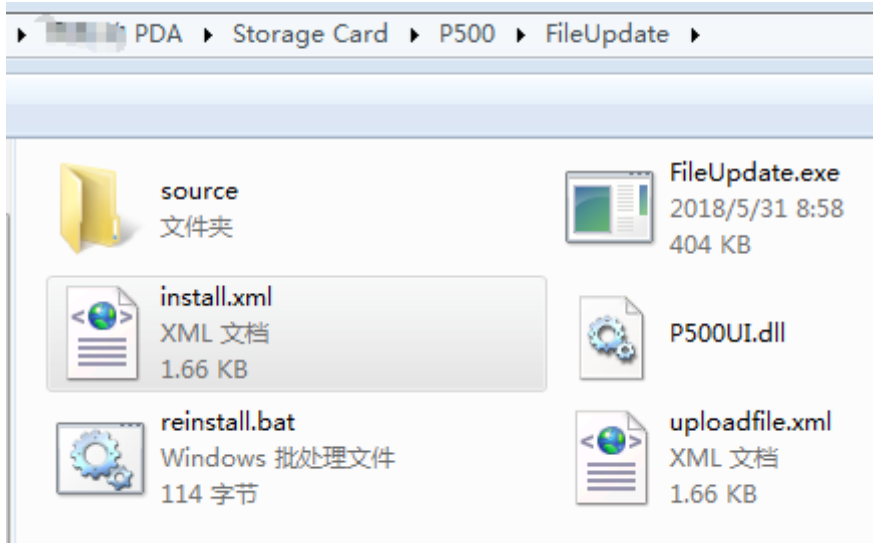 PDA Storage Card P500 FileUpdate
source
文件夹
FileUpdate.exe
2018/5/31 8:58
404 KB
install.xml
XML 文档
1.66 KB
P500UI.dll
reinstall.bat
Windows 批处理文件
114 字节
uploadfile.xml
XML 文档
1.66 KB